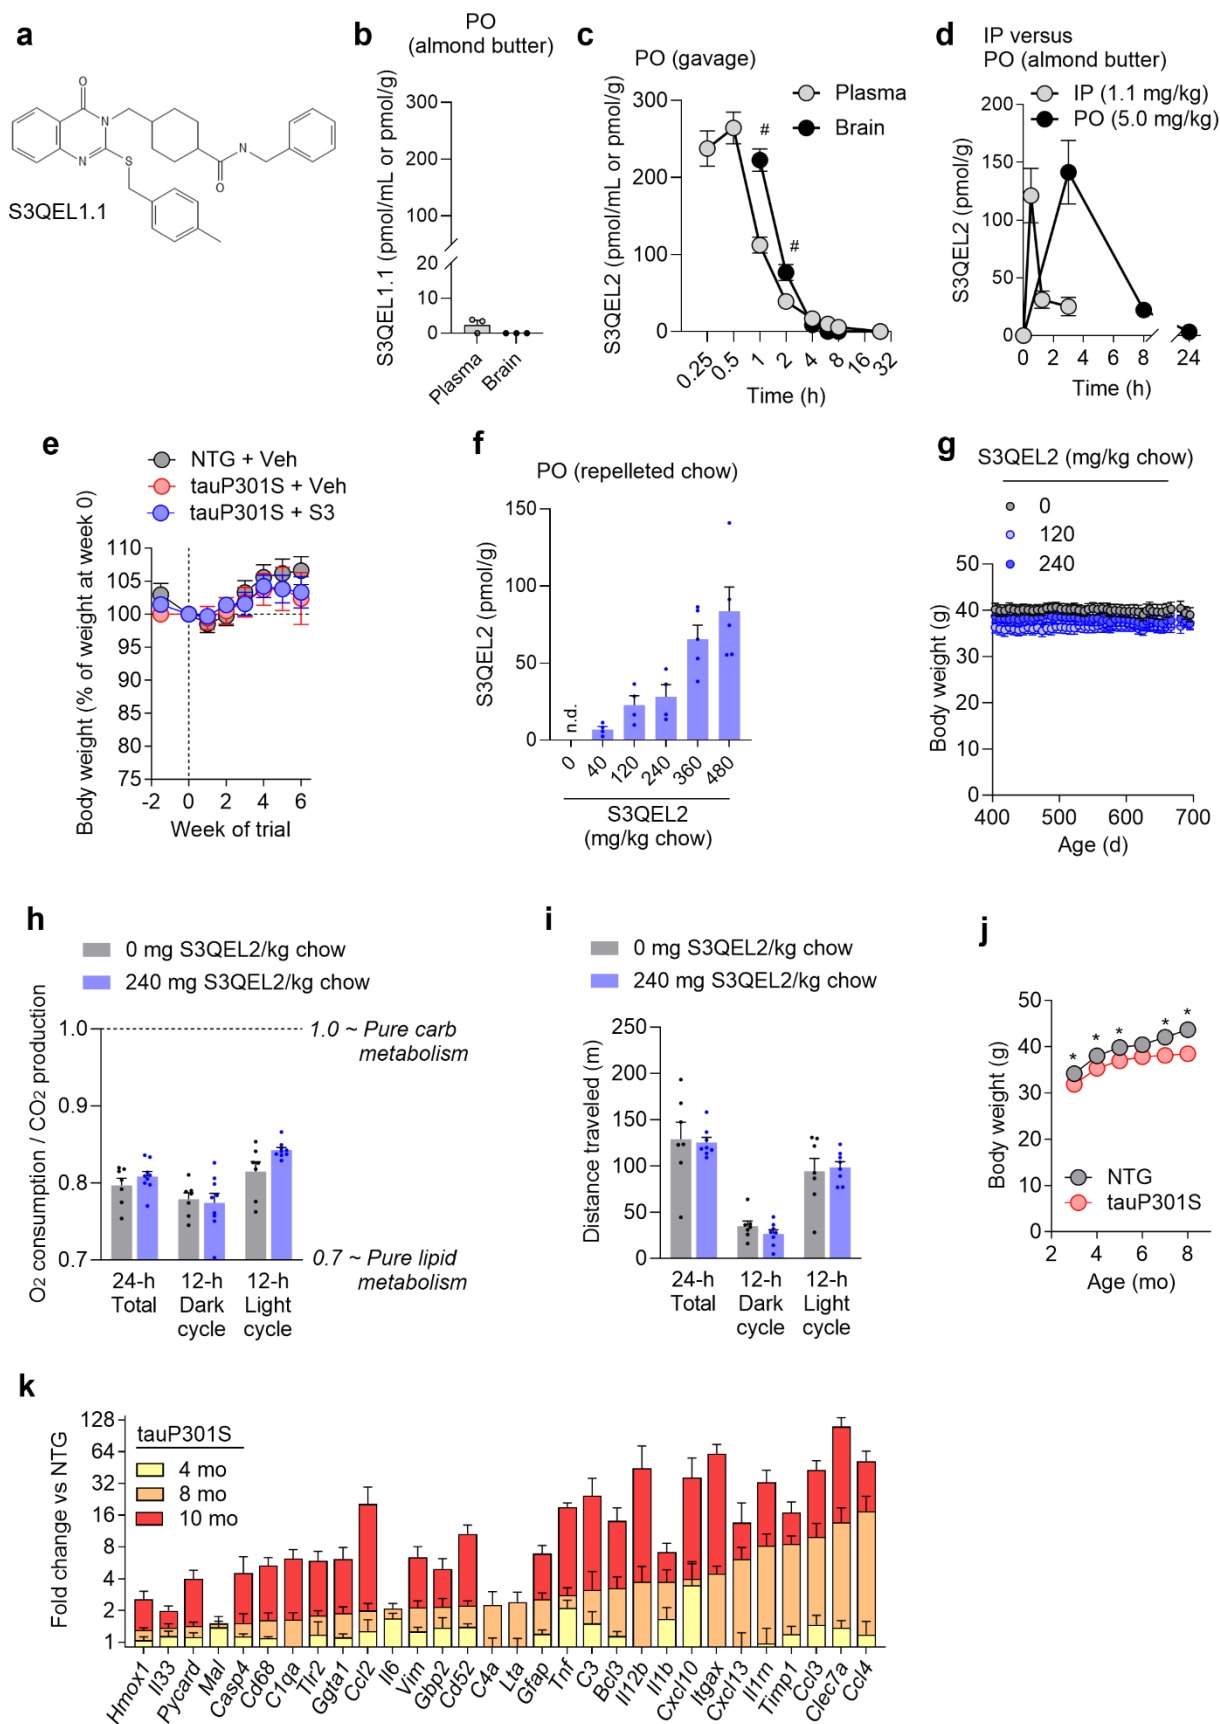 a
O
N
N
S
N
H
O
S3QEL1.1
b
PO
(almond butter)
S3QEL1.1 (pmol/mL or pmol/g)
300
200
100
20
10
0
Plasma
Brain
c
PO (gavage)
Plasma
Brain
S3QEL2 (pmol/mL or pmol/g)
300
200
100
0
#
#
0.25
0.5
1
2
4
8
16
32
Time (h)
d
IP versus
PO (almond butter)
IP (1.1 mg/kg)
PO (5.0 mg/kg)
S3QEL2 (pmol/g)
200
150
100
50
0
0 2 4 6 8 24
Time (h)
e
NTG + Veh
tauP301S + Veh
tauP301S + S3
Body weight (% of weight at week 0)
110
105
100
95
90
85
80
75
-2 0 2 4 6
Week of trial
f
PO (repelleted chow)
S3QEL2 (pmol/g)
150
100
50
0
n.d.
0
40
120
240
360
480
S3QEL2
(mg/kg chow)
g
S3QEL2 (mg/kg chow)
0
120
240
Body weight (g)
50
40
30
20
10
0
400 500 600 700
Age (d)
h
0 mg S3QEL2/kg chow
240 mg S3QEL2/kg chow
O2 consumption / CO2 production
1.0
0.9
0.8
0.7
1.0 ~ Pure carb
metabolism
0.7 ~ Pure lipid
metabolism
24-h
Total
12-h
Dark
cycle
12-h
Light
cycle
i
0 mg S3QEL2/kg chow
240 mg S3QEL2/kg chow
Distance traveled (m)
250
200
150
100
50
0
24-h
Total
12-h
Dark
cycle
12-h
Light
cycle
j
Body weight (g)
50
40
30
20
10
0
* * * * *
NTG
tauP301S
2 4 6 8
Age (mo)
k
Fold change vs NTG
128
64
32
16
8
4
2
1
tauP301S
4 mo
8 mo
10 mo
Hmox1
Il33
Pycard
Mal
Casp4
Cd68
C1qa
Tlr2
Ggta1
Ccl2
Il6
Vim
Gbp2
Cd52
C4a
Lta
Gfap
Tnf
C3
Bcl3
Il12b
Il1b
Cxcl10
Itgax
Cxcl13
Il1rn
Timp1
Ccl3
Clec7a
Ccl4